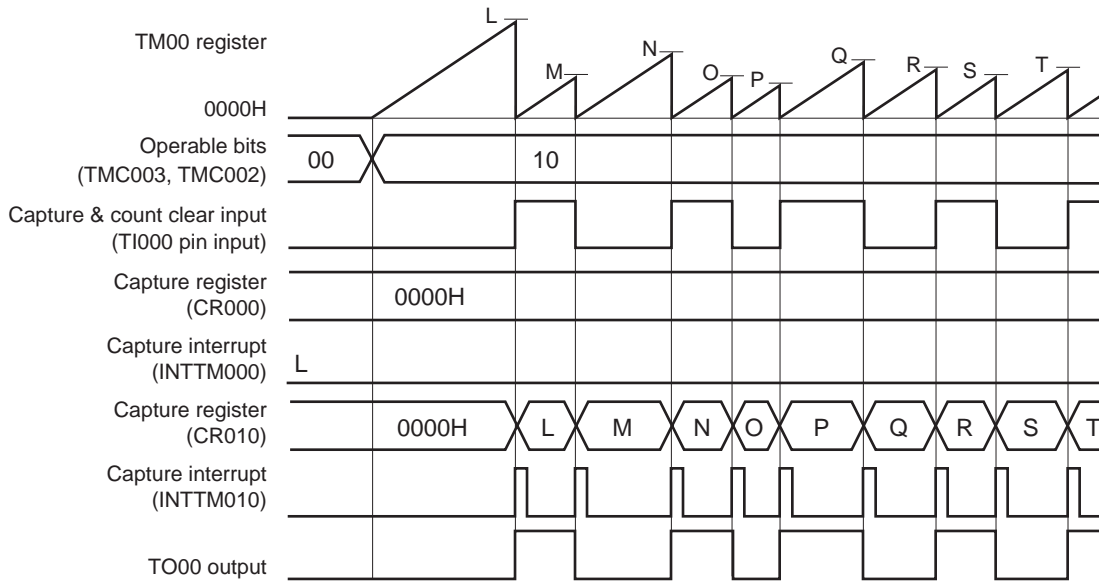 TM00 register
L
M
N
O
P
Q
R
S
T
0000H
Operable bits
(TMC003, TMC002)
00
10
Capture & count clear input
(TI000 pin input)
Capture register
(CR000)
0000H
Capture interrupt
(INTTM000)
L
Capture register
(CR010)
0000H
L
M
N
O
P
Q
R
S
T
Capture interrupt
(INTTM010)
TO00 output